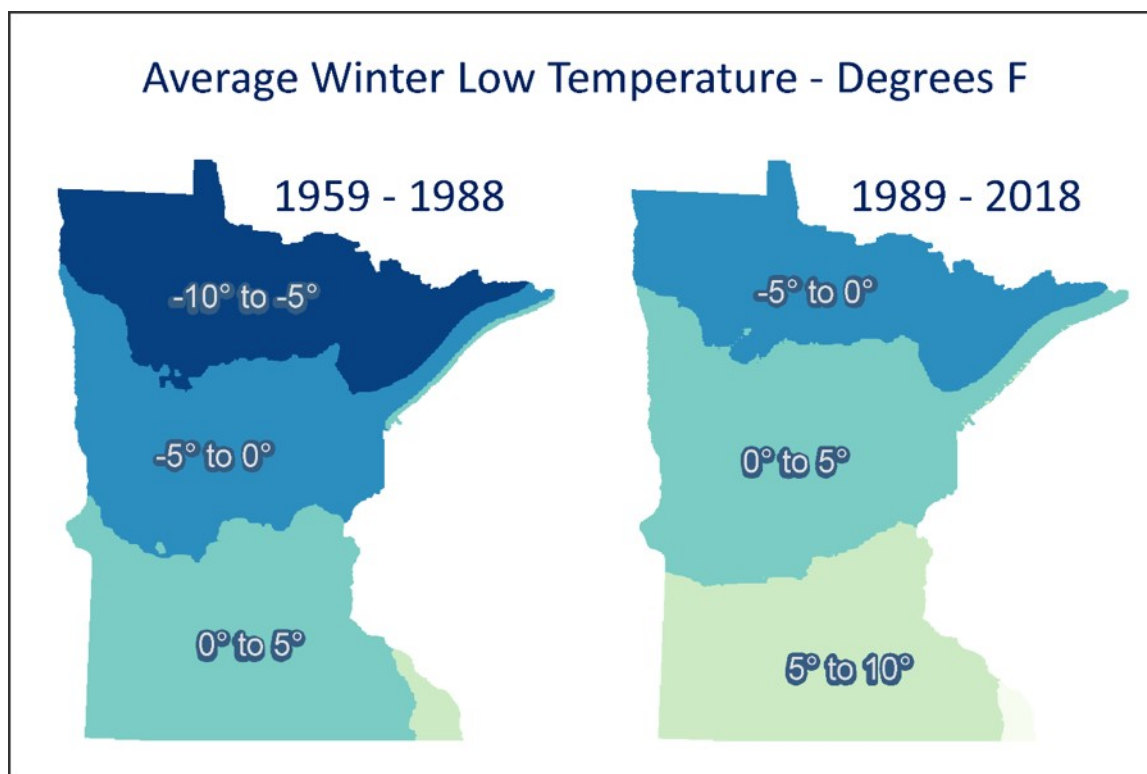 Average Winter Low Temperature - Degrees F
1959 - 1988
-10° to -5°
-5° to 0°
0° to 5°
1989 - 2018
-5° to 0°
0° to 5°
5° to 10°